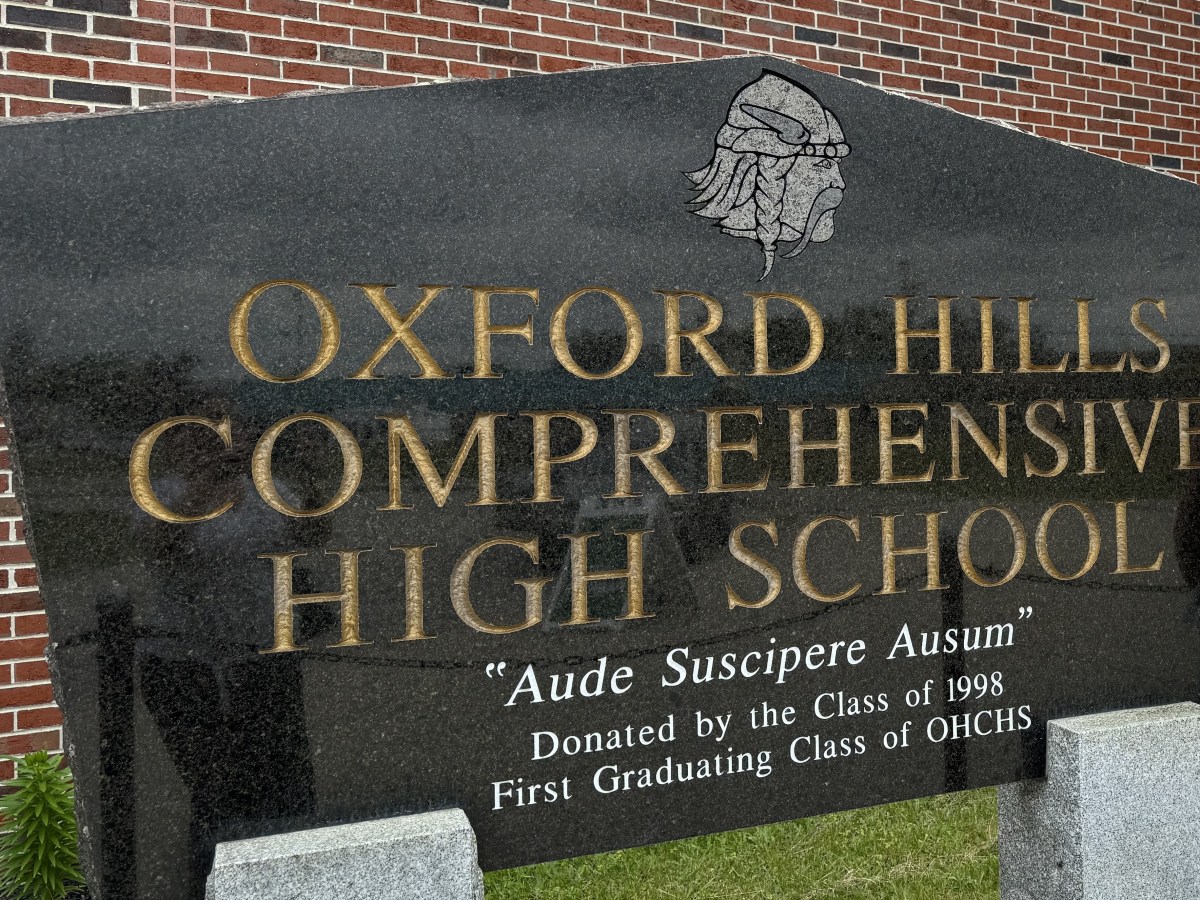 OXFORD HILLS
COMPREHENSIVE
HIGH SCHOOL
“Aude Suscipere Ausum”
Donated by the Class of 1998
First Graduating Class of OHCHS